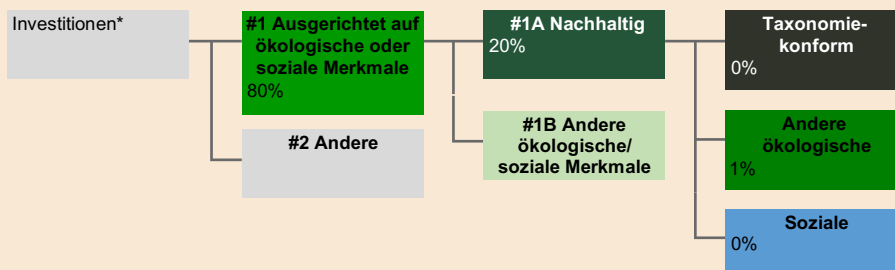 Investitionen*
#1 Ausgerichtet auf
ökologische oder
soziale Merkmale
80%
#2 Andere
#1A Nachhaltig
20%
#1B Andere
ökologische/
soziale Merkmale
Taxonomie-
konform
0%
Andere
ökologische
1%
Soziale
0%